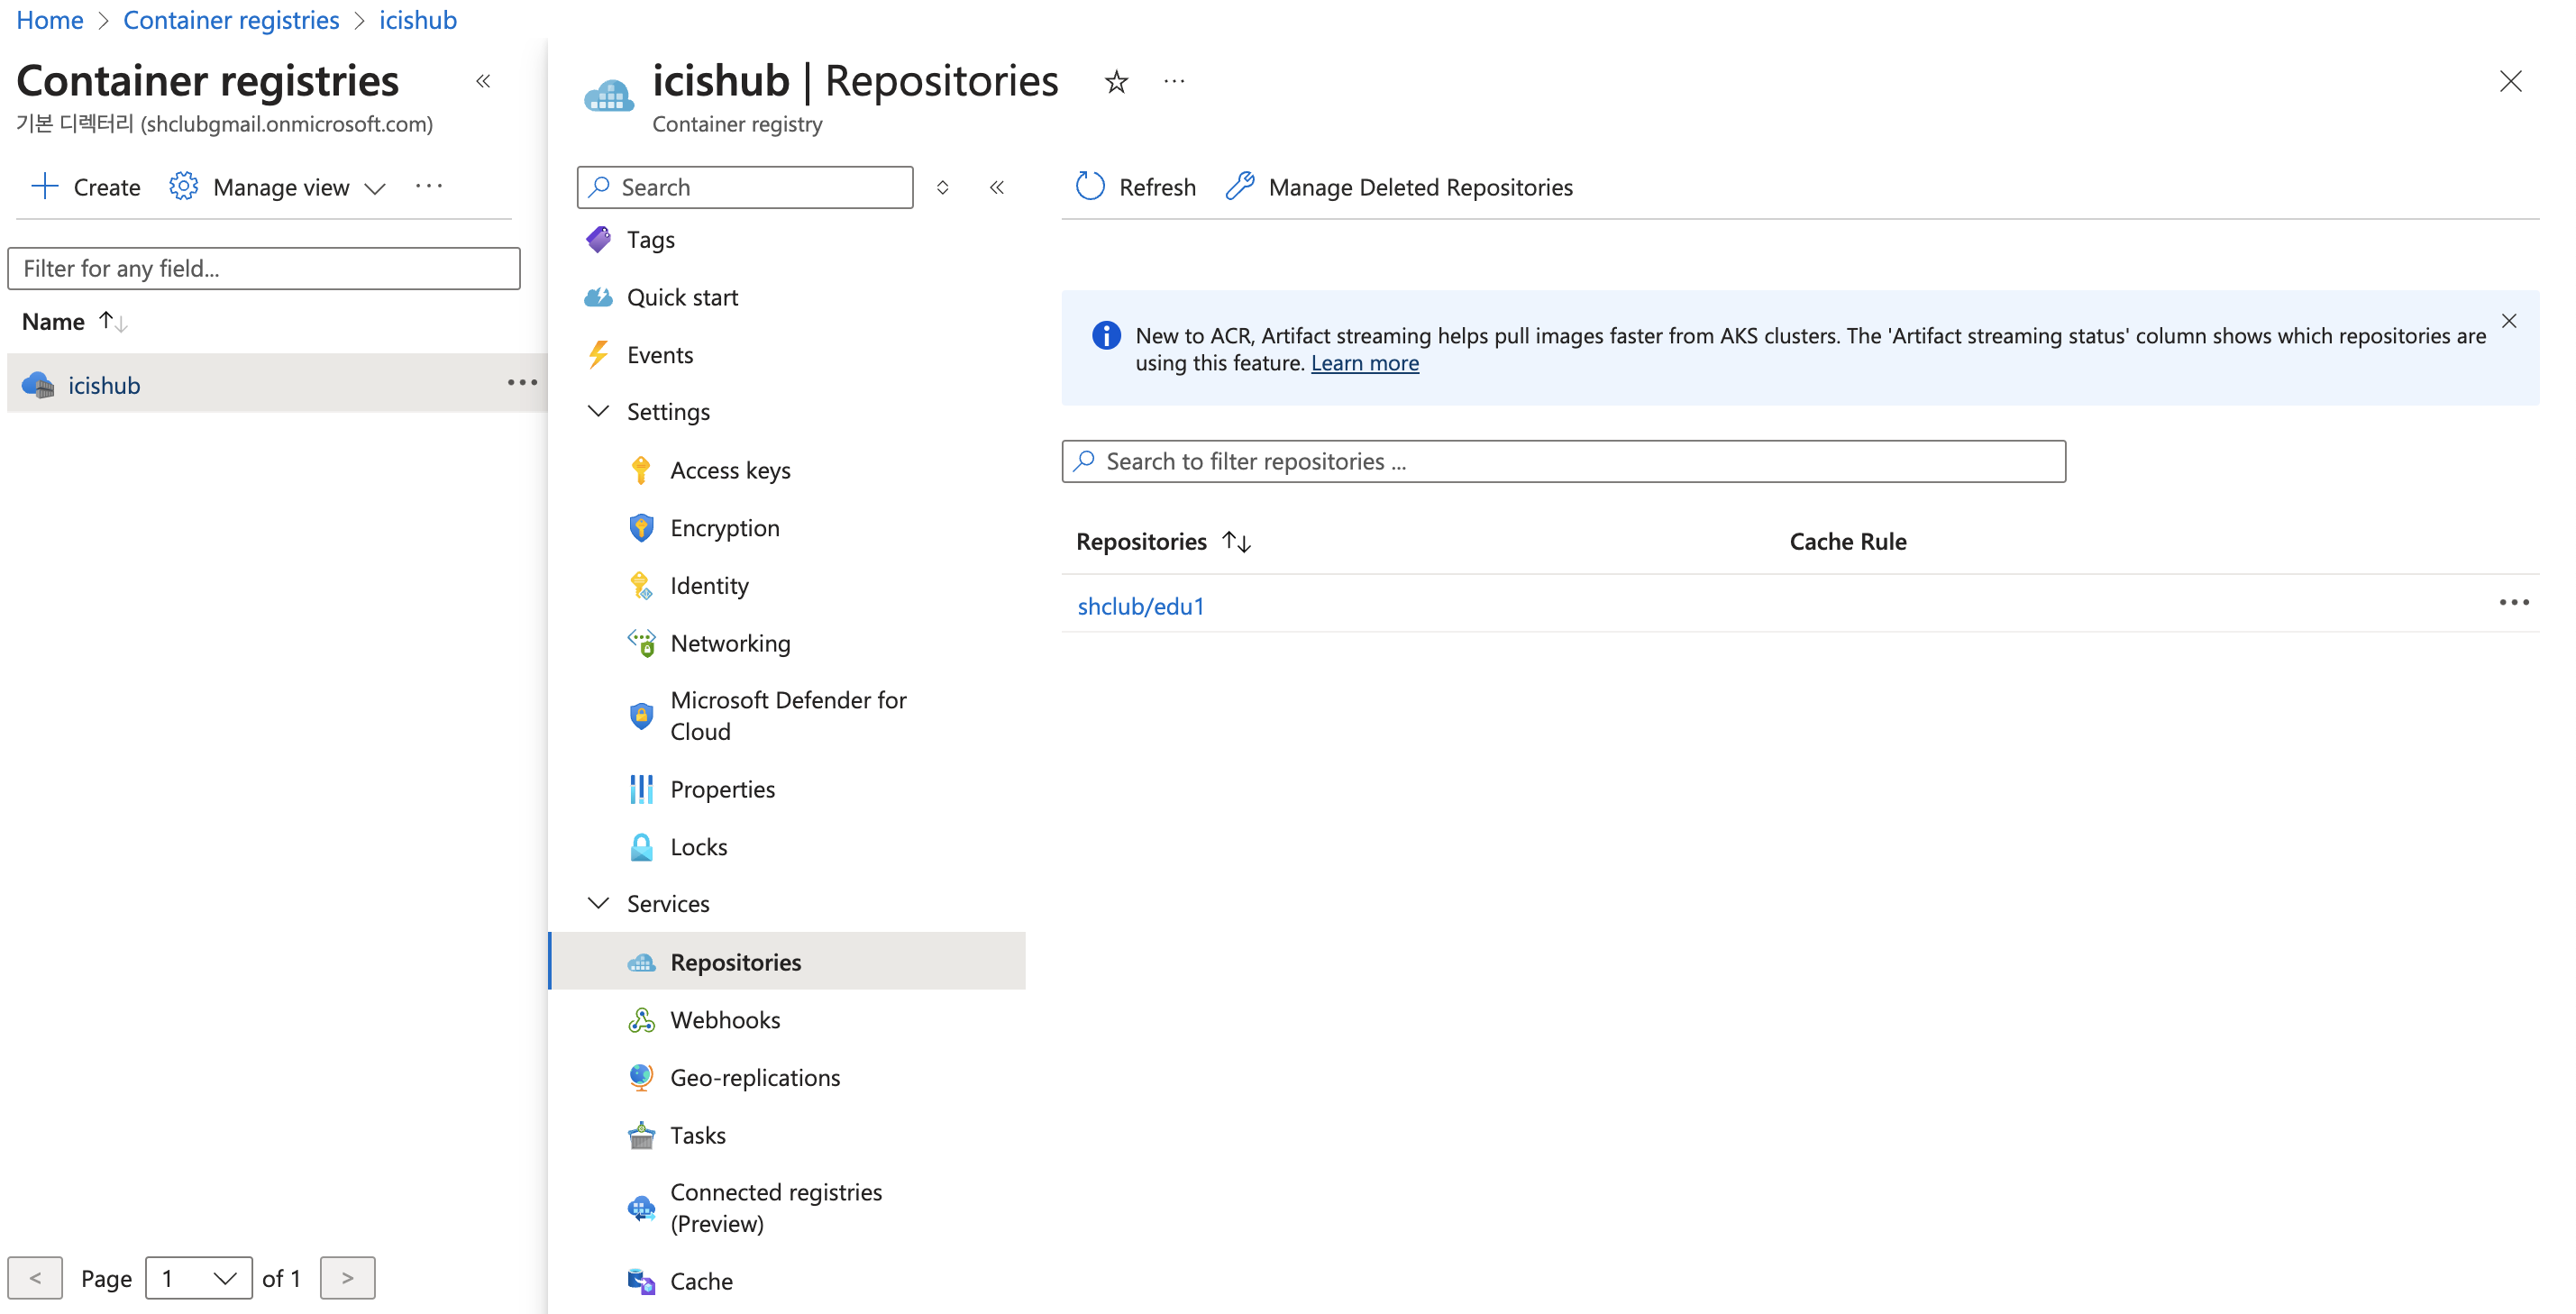 Home > Container registries > icishub
Container registries
기본 디렉터리 (shclubgmail.onmicrosoft.com)
Create Manage view ...
Filter for any field...
Name
icishub ...
< Page 1 of 1 >
icishub | Repositories ...
Container registry
Search
Tags
Quick start
Events
Settings
Access keys
Encryption
Identity
Networking
Microsoft Defender for
Cloud
Properties
Locks
Services
Repositories
Webhooks
Geo-replications
Tasks
Connected registries
(Preview)
Cache
Refresh Manage Deleted Repositories
New to ACR, Artifact streaming helps pull images faster from AKS clusters. The 'Artifact streaming status' column shows which repositories are
using this feature. Learn more
Search to filter repositories ...
Repositories Cache Rule
shclub/edu1 ...